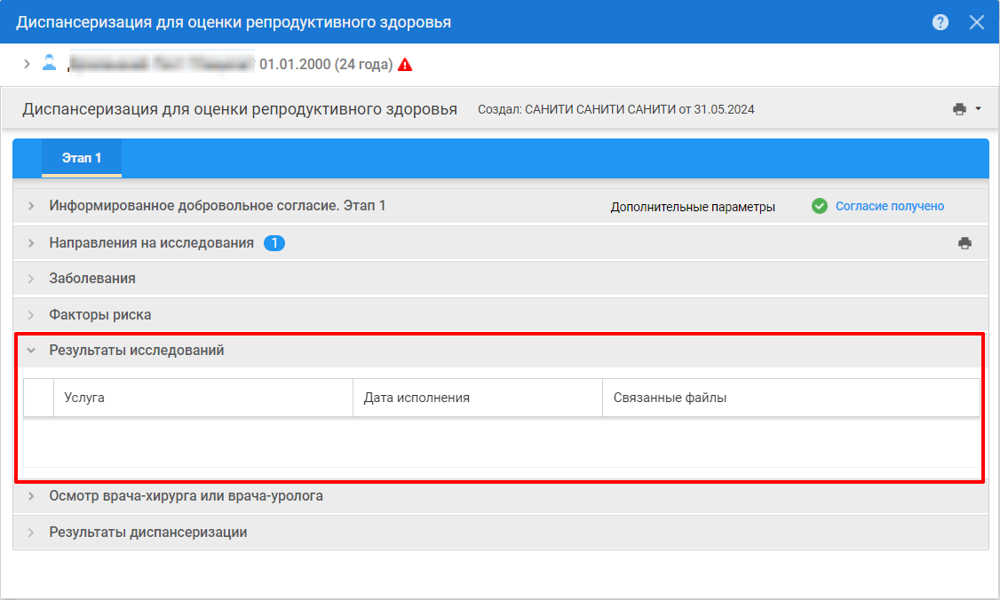 Диспансеризация для оценки репродуктивного здоровья
01.01.2000 (24 года)
Диспансеризация для оценки репродуктивного здоровья Создал: САНИТИ САНИТИ САНИТИ от 31.05.2024
Этап 1
Информированное добровольное согласие. Этап 1 Дополнительные параметры Согласие получено
Направления на исследования 1
Заболевания
Факторы риска
Результаты исследований
Услуга Дата исполнения Связанные файлы
Осмотр врача-хирурга или врача-уролога
Результаты диспансеризации